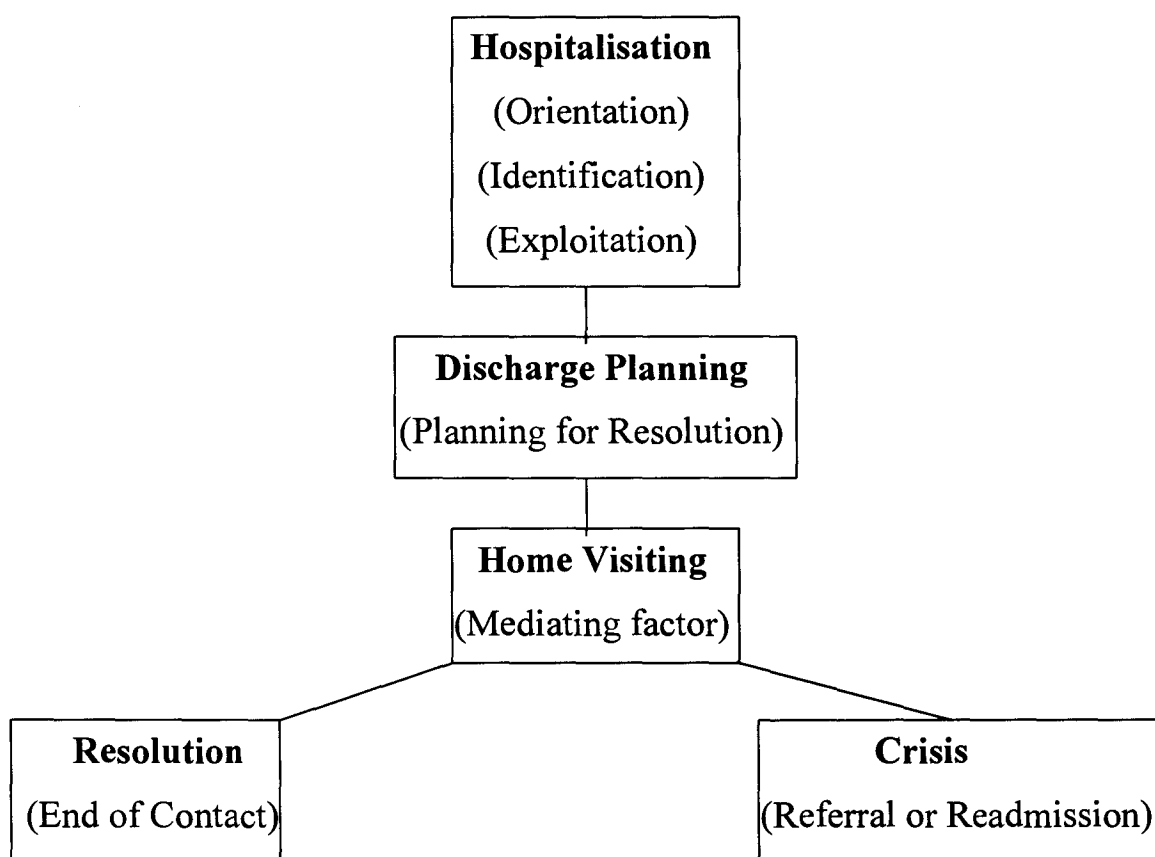 Hospitalisation
(Orientation)
(Identification)
(Exploitation)
Discharge Planning
(Planning for Resolution)
Home Visiting
(Mediating factor)
Resolution
(End of Contact)
Crisis
(Referral or Readmission)